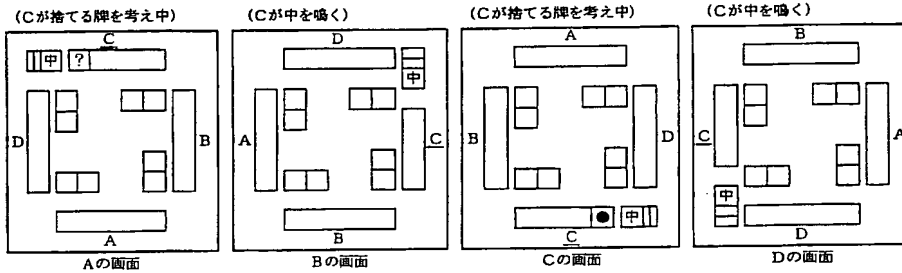 (Cが捨てる牌を考え中)
C
中 ?
D
B
A
Aの画面
(Cが中を鳴く)
D
中
A
C
B
Bの画面
(Cが捨てる牌を考え中)
A
B
D
● 中
C
Cの画面
(Cが中を鳴く)
B
C
A
中
D
Dの画面